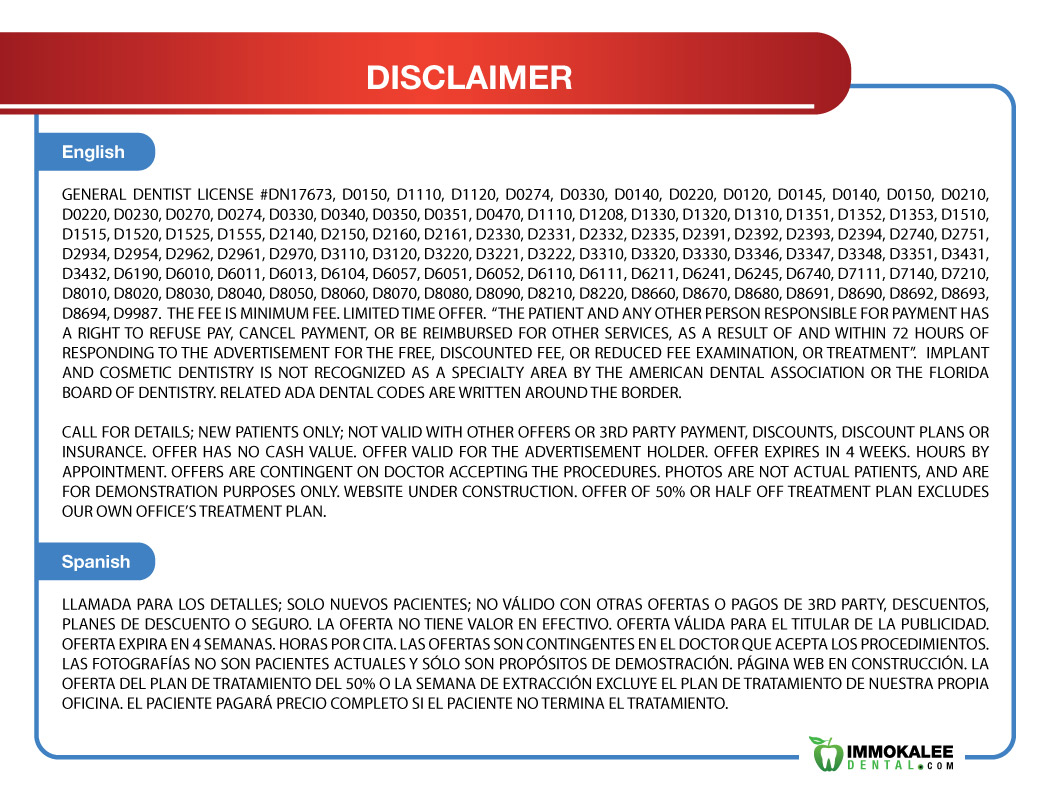 DISCLAIMER
English
GENERAL DENTIST LICENSE #DN17673, D0150, D1110, D1120, D0274, D0330, D0140, D0220, D0120, D0145, D0140, D0150, D0210,
D0220, D0230, D0270, D0274, D0330, D0340, D0350, D0351, D0470, D1110, D1208, D1330, D1320, D1310, D1351, D1352, D1353, D1510,
D1515, D1520, D1525, D1555, D2140, D2150, D2160, D2161, D2330, D2331, D2332, D2335, D2391, D2392, D2393, D2394, D2740, D2751,
D2934, D2954, D2962, D2961, D2970, D3110, D3120, D3220, D3221, D3222, D3310, D3320, D3330, D3346, D3347, D3348, D3351, D3431,
D3432, D6190, D6010, D6011, D6013, D6104, D6057, D6051, D6052, D6110, D6111, D6211, D6241, D6245, D6740, D7111, D7140, D7210,
D8010, D8020, D8030, D8040, D8050, D8060, D8070, D8080, D8090, D8210, D8220, D8660, D8670, D8680, D8691, D8690, D8692, D8693,
D8694, D9987. THE FEE IS MINIMUM FEE. LIMITED TIME OFFER. “THE PATIENT AND ANY OTHER PERSON RESPONSIBLE FOR PAYMENT HAS
A RIGHT TO REFUSE PAY, CANCEL PAYMENT, OR BE REIMBURSED FOR OTHER SERVICES, AS A RESULT OF AND WITHIN 72 HOURS OF
RESPONDING TO THE ADVERTISEMENT FOR THE FREE, DISCOUNTED FEE, OR REDUCED FEE EXAMINATION, OR TREATMENT”. IMPLANT
AND COSMETIC DENTISTRY IS NOT RECOGNIZED AS A SPECIALTY AREA BY THE AMERICAN DENTAL ASSOCIATION OR THE FLORIDA
BOARD OF DENTISTRY. RELATED ADA DENTAL CODES ARE WRITTEN AROUND THE BORDER.
CALL FOR DETAILS; NEW PATIENTS ONLY; NOT VALID WITH OTHER OFFERS OR 3RD PARTY PAYMENT, DISCOUNTS, DISCOUNT PLANS OR
INSURANCE. OFFER HAS NO CASH VALUE. OFFER VALID FOR THE ADVERTISEMENT HOLDER. OFFER EXPIRES IN 4 WEEKS. HOURS BY
APPOINTMENT. OFFERS ARE CONTINGENT ON DOCTOR ACCEPTING THE PROCEDURES. PHOTOS ARE NOT ACTUAL PATIENTS, AND ARE
FOR DEMONSTRATION PURPOSES ONLY. WEBSITE UNDER CONSTRUCTION. OFFER OF 50% OR HALF OFF TREATMENT PLAN EXCLUDES
OUR OWN OFFICE’S TREATMENT PLAN.
Spanish
LLAMADA PARA LOS DETALLES; SOLO NUEVOS PACIENTES; NO VÁLIDO CON OTRAS OFERTAS O PAGOS DE 3RD PARTY, DESCUENTOS,
PLANES DE DESCUENTO O SEGURO. LA OFERTA NO TIENE VALOR EN EFECTIVO. OFERTA VÁLIDA PARA EL TITULAR DE LA PUBLICIDAD.
OFERTA EXPIRA EN 4 SEMANAS. HORAS POR CITA. LAS OFERTAS SON CONTINGENTES EN EL DOCTOR QUE ACEPTA LOS PROCEDIMIENTOS.
LAS FOTOGRAFÍAS NO SON PACIENTES ACTUALES Y SÓLO SON PROPÓSITOS DE DEMOSTRACIÓN. PÁGINA WEB EN CONSTRUCCIÓN. LA
OFERTA DEL PLAN DE TRATAMIENTO DEL 50% O LA SEMANA DE EXTRACCIÓN EXCLUYE EL PLAN DE TRATAMIENTO DE NUESTRA PROPIA
OFICINA. EL PACIENTE PAGARÁ PRECIO COMPLETO SI EL PACIENTE NO TERMINA EL TRATAMIENTO.
IMMOKALEE
DENTAL.COM